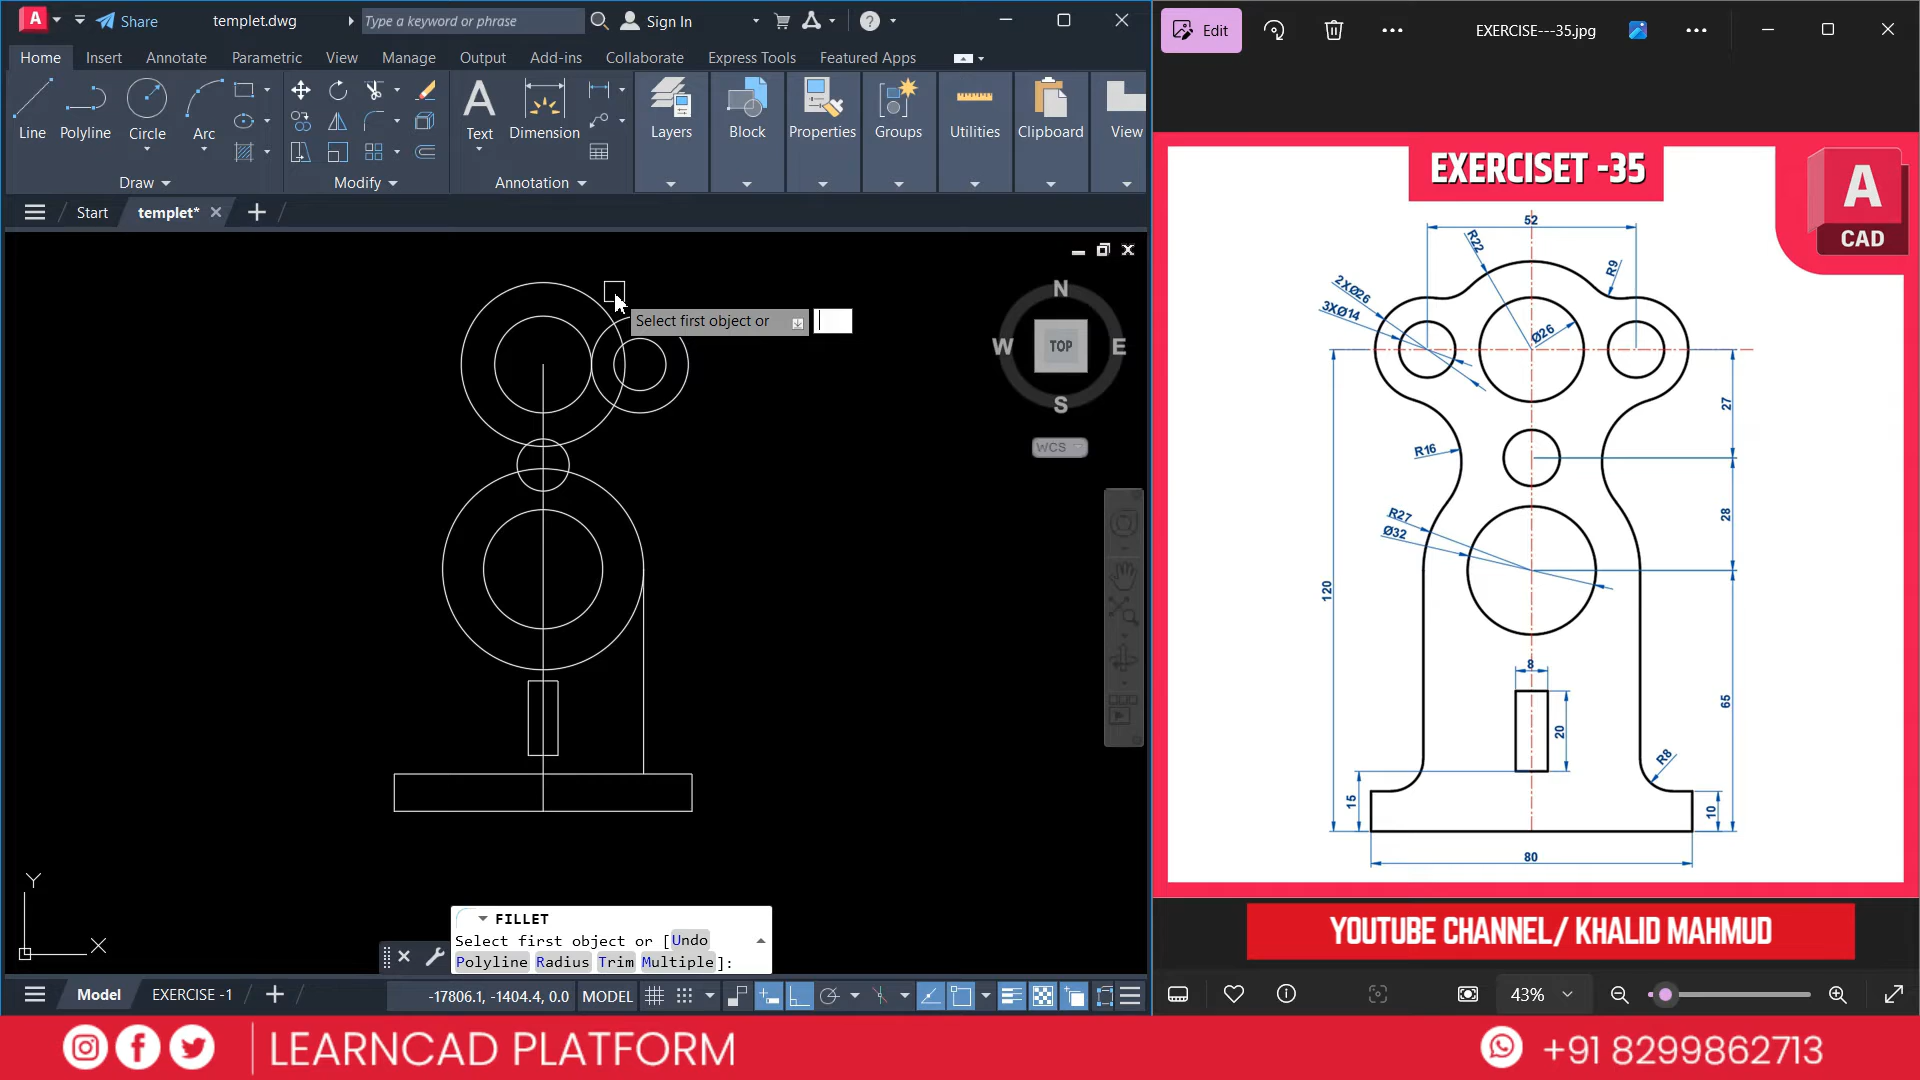 A Share templet.dwg Type a keyword or phrase Sign In ?
Home Insert Annotate Parametric View Manage Output Add-ins Collaborate Express Tools Featured Apps
Line Polyline Circle Arc
Draw
Modify
A
Text Dimension
Annotation
Layers Block Properties Groups Utilities Clipboard View
Start templet* +
Select first object or
N
W TOP E
S
WCS
Y
X
FILLET
Select first object or [Undo
Polyline Radius Trim Multiple]:
Model EXERCISE -1 +
-17806.1, -1404.4, 0.0 MODEL
Edit EXERCISE---35.jpg
EXERCISET -35
A
CAD
52
R22
R9
2XØ26
3XØ14
Ø26
27
R16
R27
Ø32
28
120
8
20
65
R8
15
10
80
YOUTUBE CHANNEL/ KHALID MAHMUD
43%
LEARNCAD PLATFORM
+91 8299862713